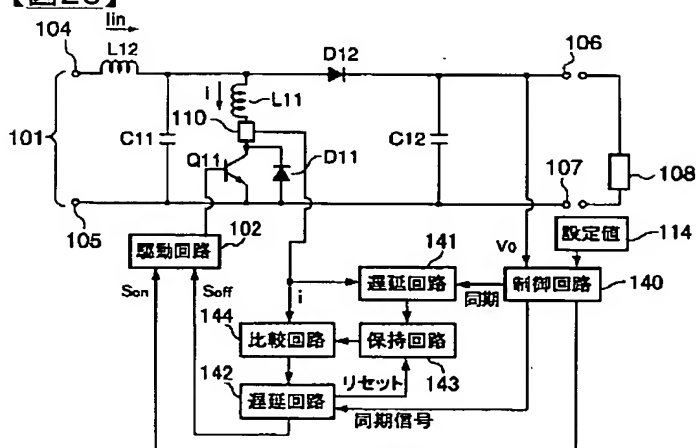 Iin
104
L12
D12
106
i
L11
110
101
C11
C12
Q11
D11
108
107
105
駆動回路
102
141
Vo
設定値
114
Son
Soff
i
遅延回路
同期
制御回路
140
144
比較回路
保持回路
143
142
リセット
遅延回路
同期信号